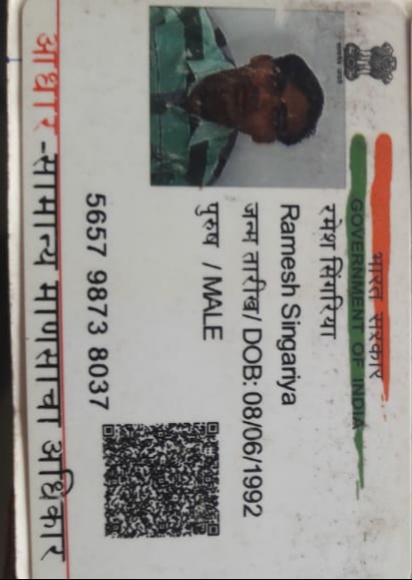 भारत सरकार
GOVERNMENT OF INDIA
रमेश सिंगरिया
Ramesh Singariya
जन्म तारीख/ DOB: 08/06/1992
पुरुष / MALE
5657 9873 8037
आधार -सामान्य माणसाचा अधिकार